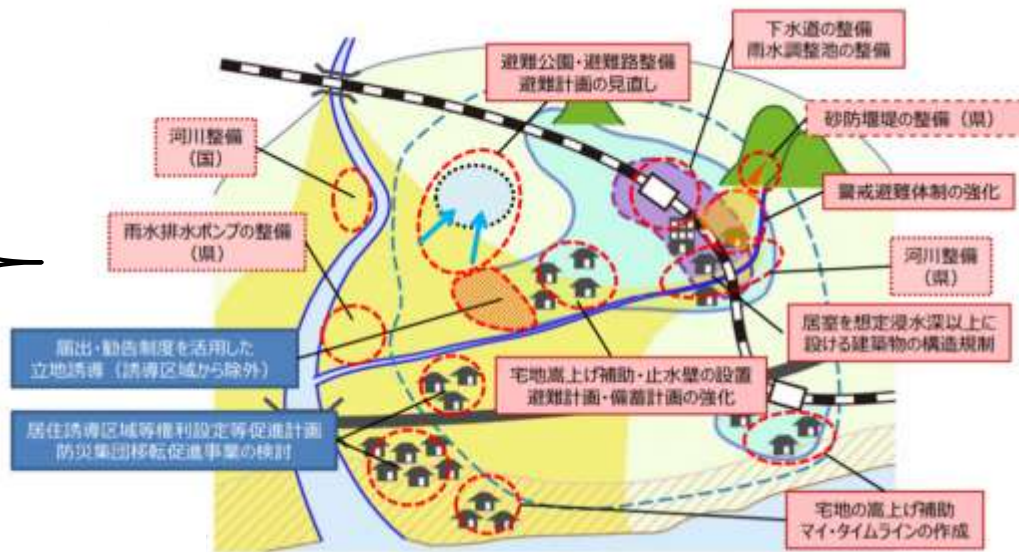 下水道の整備
雨水調整池の整備
避難公園・避難路整備
避難計画の見直し
砂防堰堤の整備（県）
河川整備
（国）
警戒避難体制の強化
雨水排水ポンプの整備
（県）
河川整備
（県）
居室を想定浸水深以上に
設ける建築物の構造規制
届出・勧告制度を活用した
立地誘導（誘導区域から除外）
宅地嵩上げ補助・止水壁の設置
避難計画・備蓄計画の強化
居住誘導区域等権利設定等促進計画
防災集団移転促進事業の検討
宅地の嵩上げ補助
マイ・タイムラインの作成